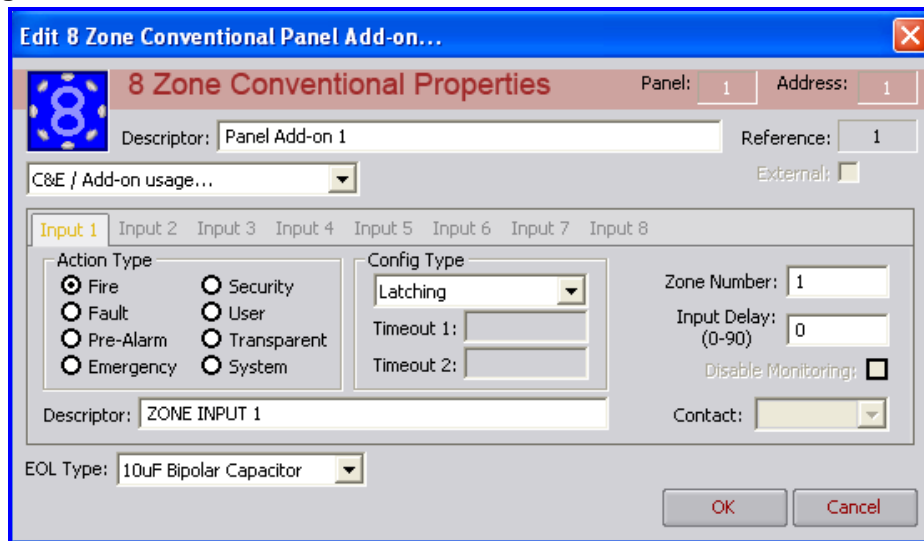 Edit 8 Zone Conventional Panel Add-on...
8
8 Zone Conventional Properties Panel: 1 Address: 1
Descriptor: Panel Add-on 1 Reference: 1
C&E / Add-on usage... External:
Input 1 Input 2 Input 3 Input 4 Input 5 Input 6 Input 7 Input 8
Action Type Config Type
Fire Security Latching Zone Number: 1
Fault User Timeout 1: Input Delay: 0
(0-90)
Pre-Alarm Transparent
Emergency System Timeout 2: Disable Monitoring:
Descriptor: ZONE INPUT 1 Contact:
EOL Type: 10uF Bipolar Capacitor
OK Cancel